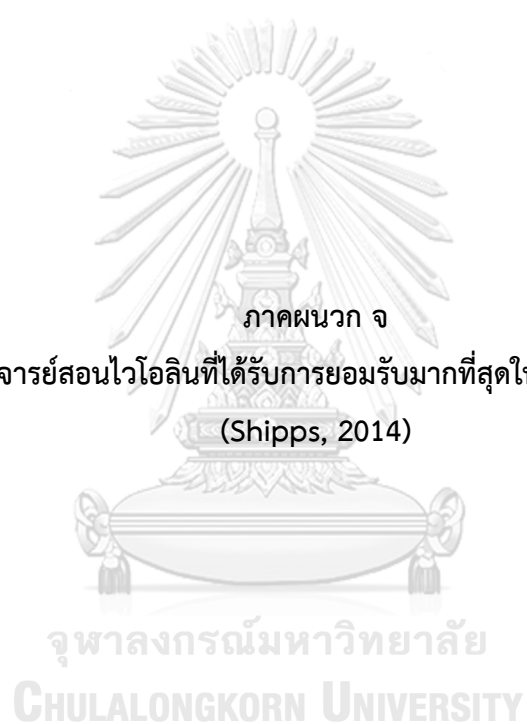 ภาคผนวก จ
จารย์สอนไวโอลินที่ได้รับการยอมรับมากที่สุดใ
(Shipps, 2014)
จุฬาลงกรณ์มหาวิทยาลัย
CHULALONGKORN UNIVERSITY